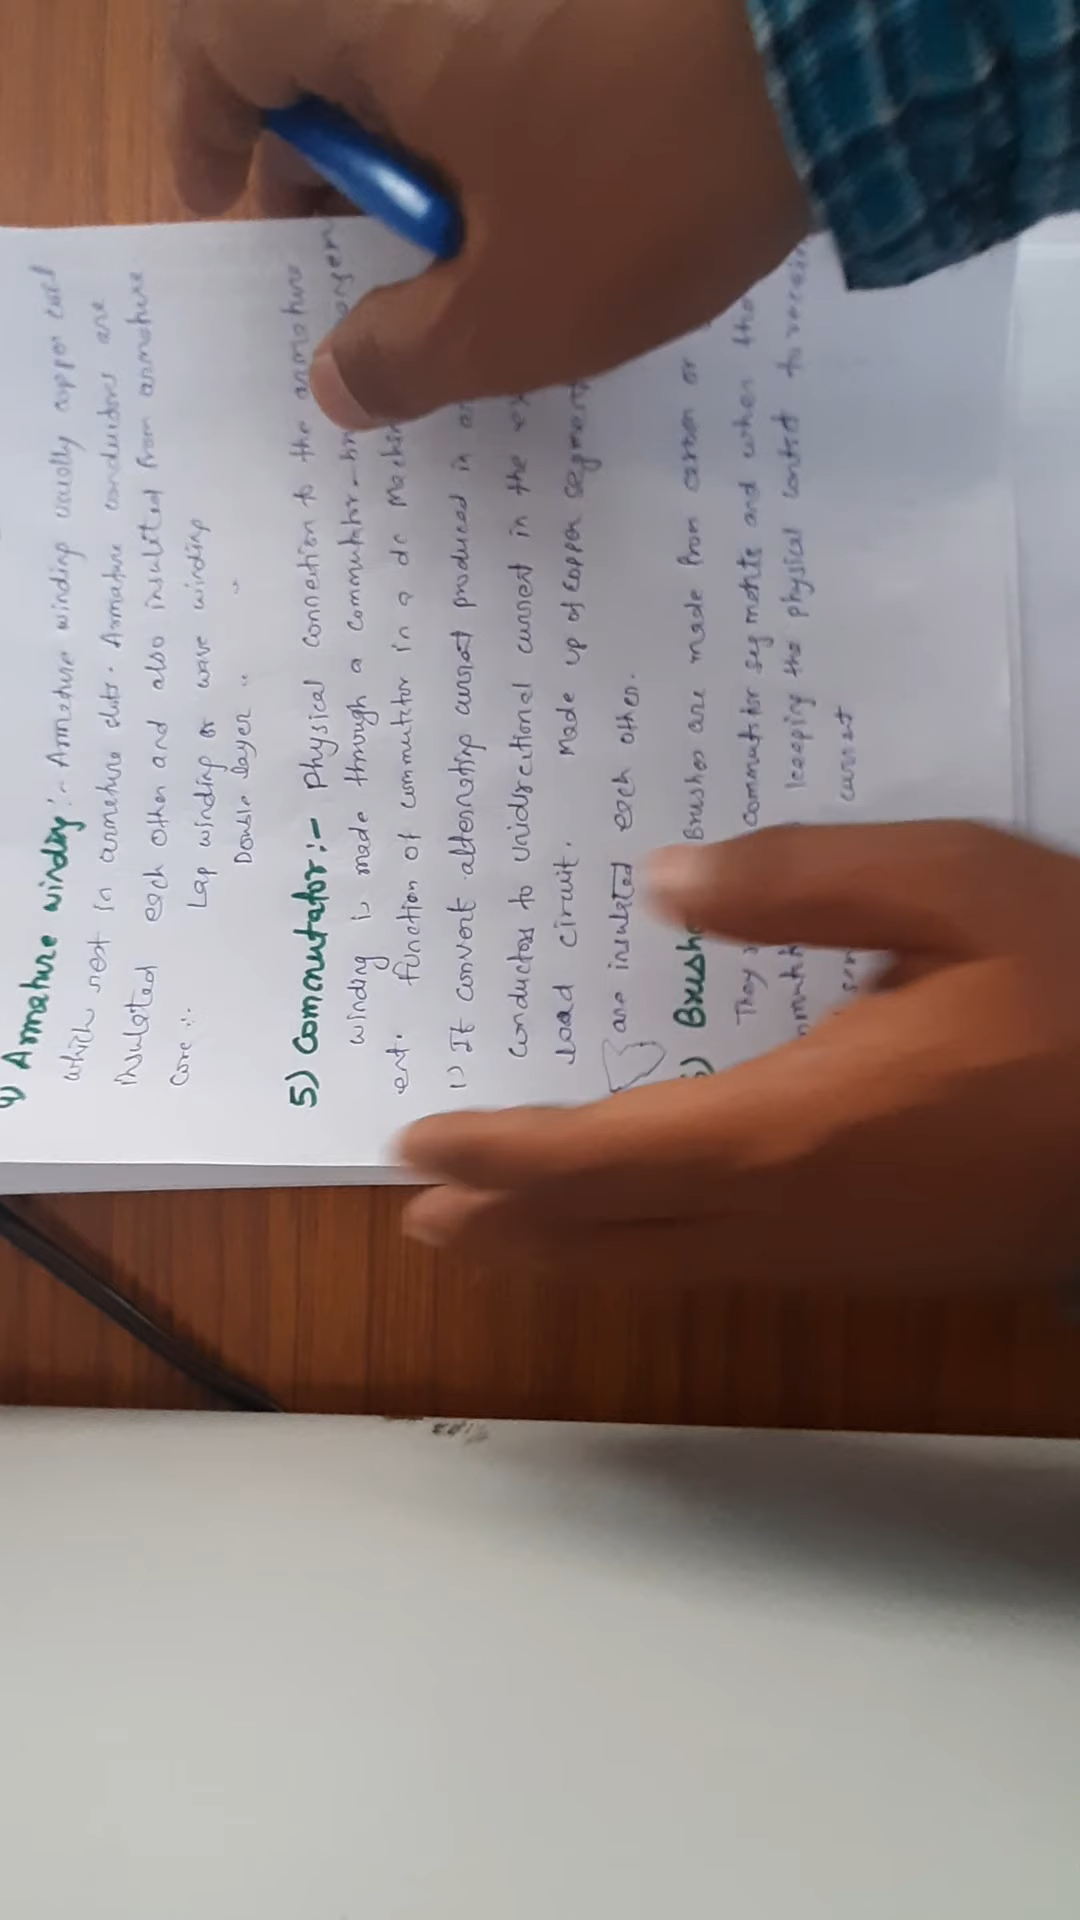 4) Armature winding :- Armature winding usually copper coil
which rest in armature slots. Armature conductors are
insulated each other and also insulated from armature
core :-
Lap winding or wave winding
Double layer " "
5) Commutator :- Physical connection to the armature
winding is made through a commutator-
ent. function of commutator in a dc Machin
1) It convert alternating current produced in
conductors to unidirectional current in the
load circuit. Made up of copper segment
are insulated each other.
Brushe Brushes are made from carbon or
They commutator segments and when the
keeping the physical contact to
current